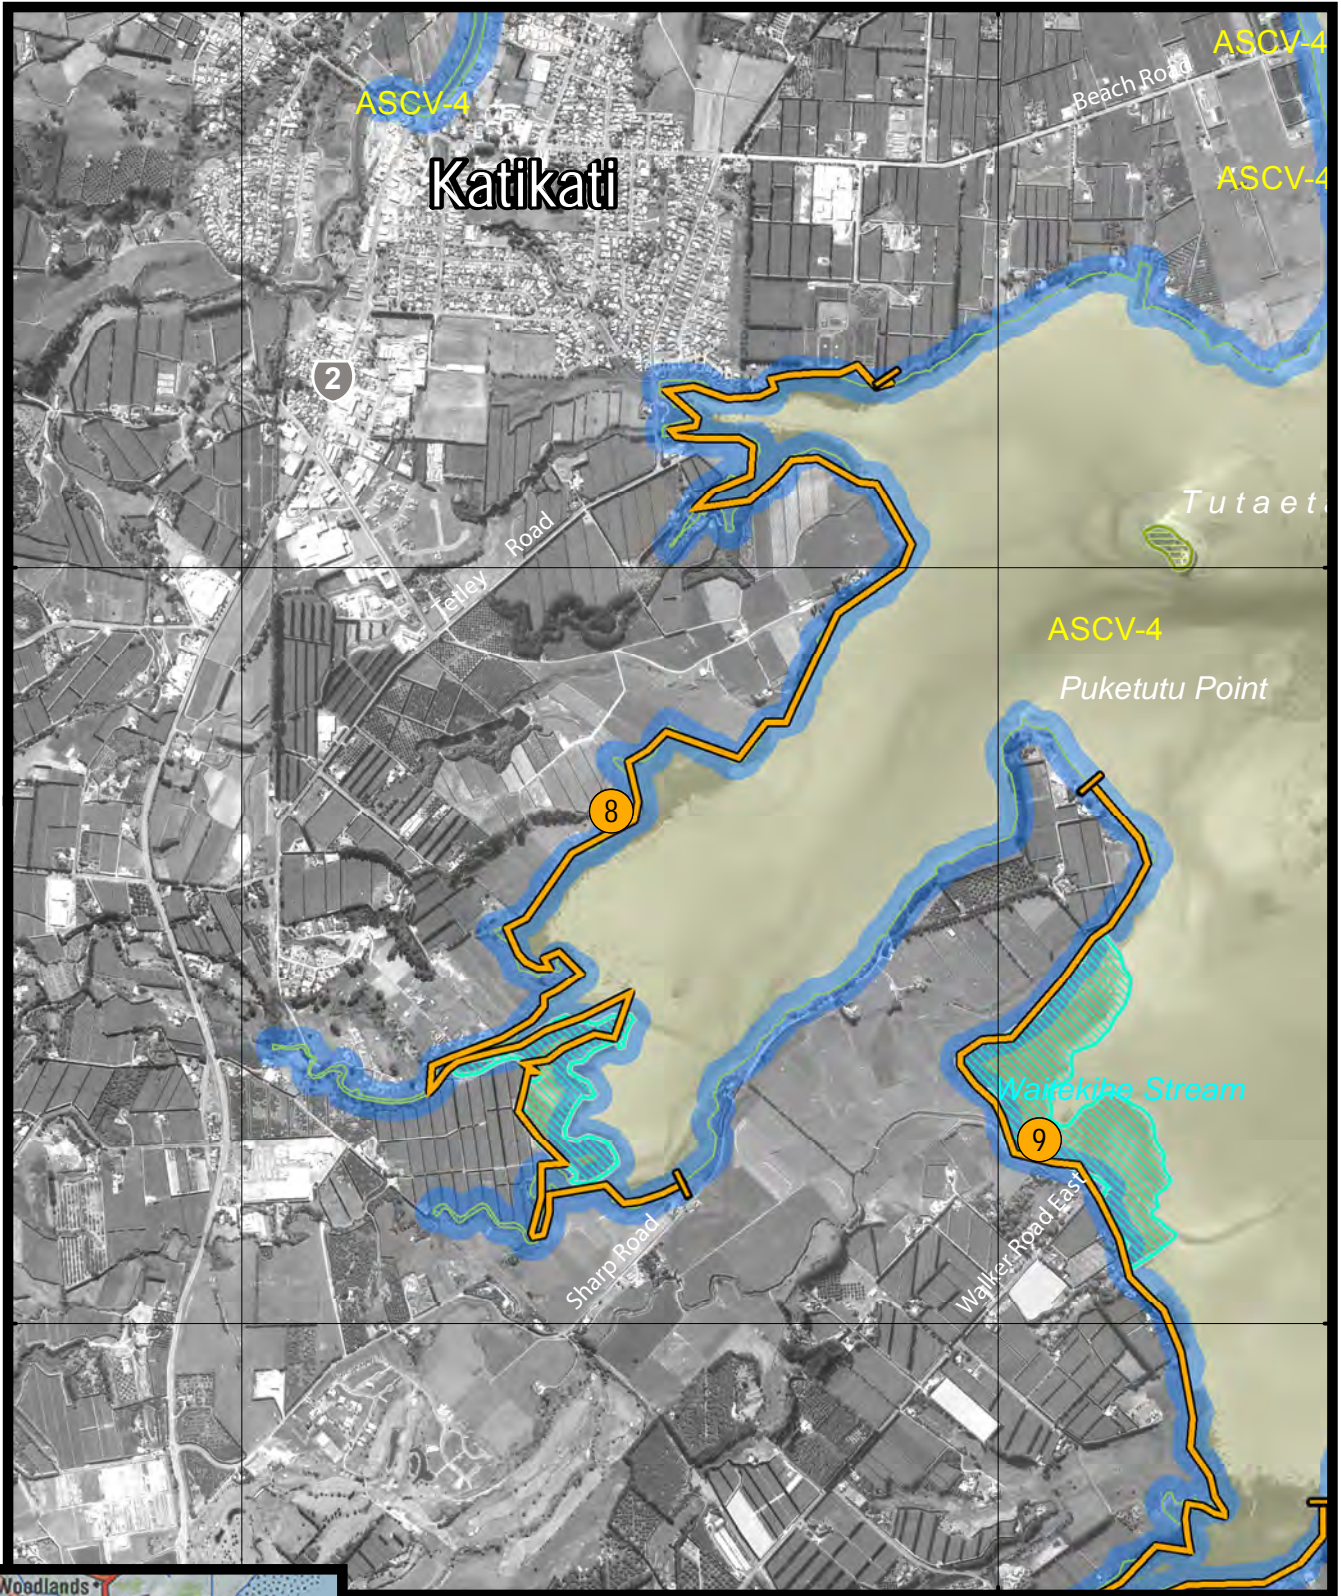 ASCV-4
Beach Road
ASCV-4
Katikati
ASCV-4
2
Tutaet
Tetley Road
ASCV-4
Puketutu Point
8
Waitekihe Stream
9
Walker Road East
Sharp Road
Woodlands